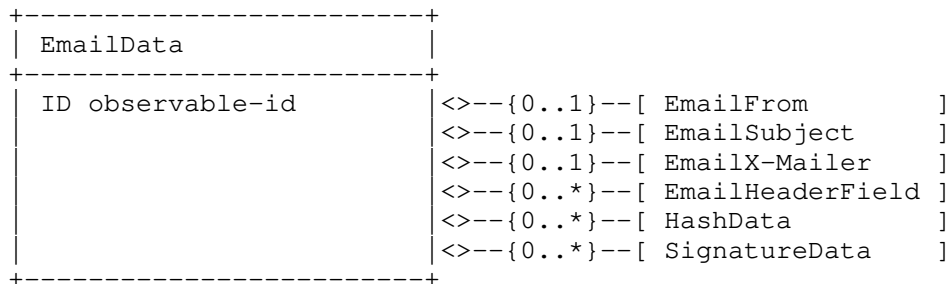 +-------------------------+
| EmailData               |
+-------------------------+
| ID observable-id        |<>--{0..1}--[ EmailFrom        ]
|                         |<>--{0..1}--[ EmailSubject     ]
|                         |<>--{0..1}--[ EmailX-Mailer    ]
|                         |<>--{0..*}--[ EmailHeaderField ]
|                         |<>--{0..*}--[ HashData         ]
|                         |<>--{0..*}--[ SignatureData    ]
+-------------------------+